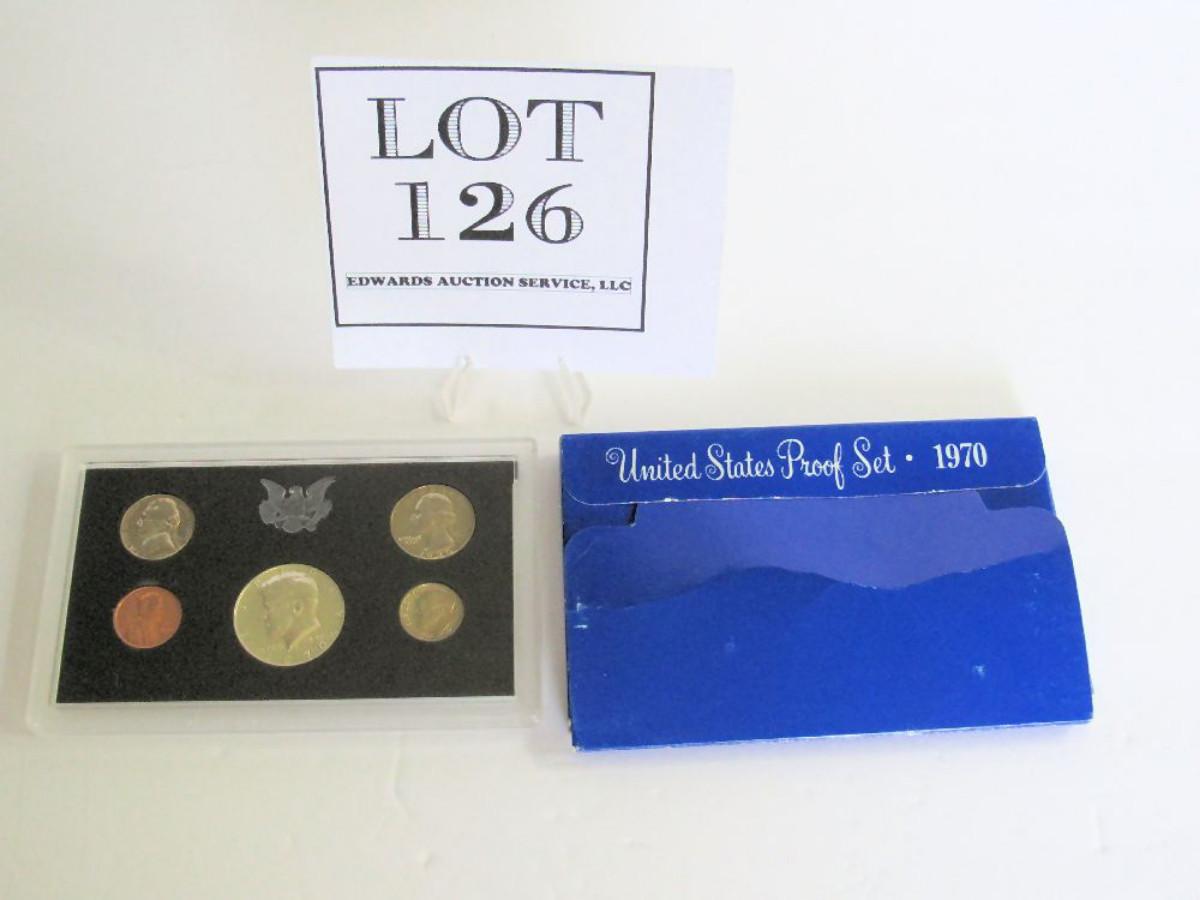 LOT
126
EDWARDS AUCTION SERVICE, LLC
United States Proof Set · 1970